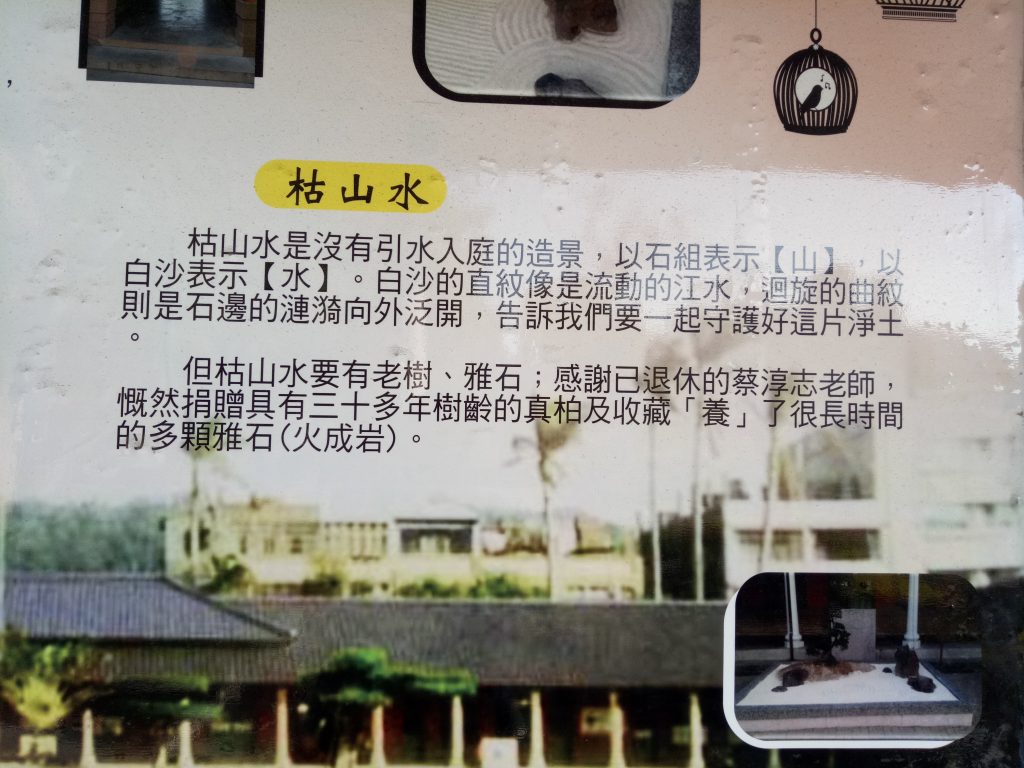 ，
枯山水
枯山水是沒有引水入庭的造景，以石組表示【山】，以
白沙表示【水】。白沙的直紋像是流動的江水，迴旋的曲紋
則是石邊的漣漪向外泛開，告訴我們要一起守護好這片淨土
。
但枯山水要有老樹、雅石；感謝已退休的蔡淳志老師，
慨然捐贈具有三十多年樹齡的真柏及收藏「養」了很長時間
的多顆雅石(火成岩)。